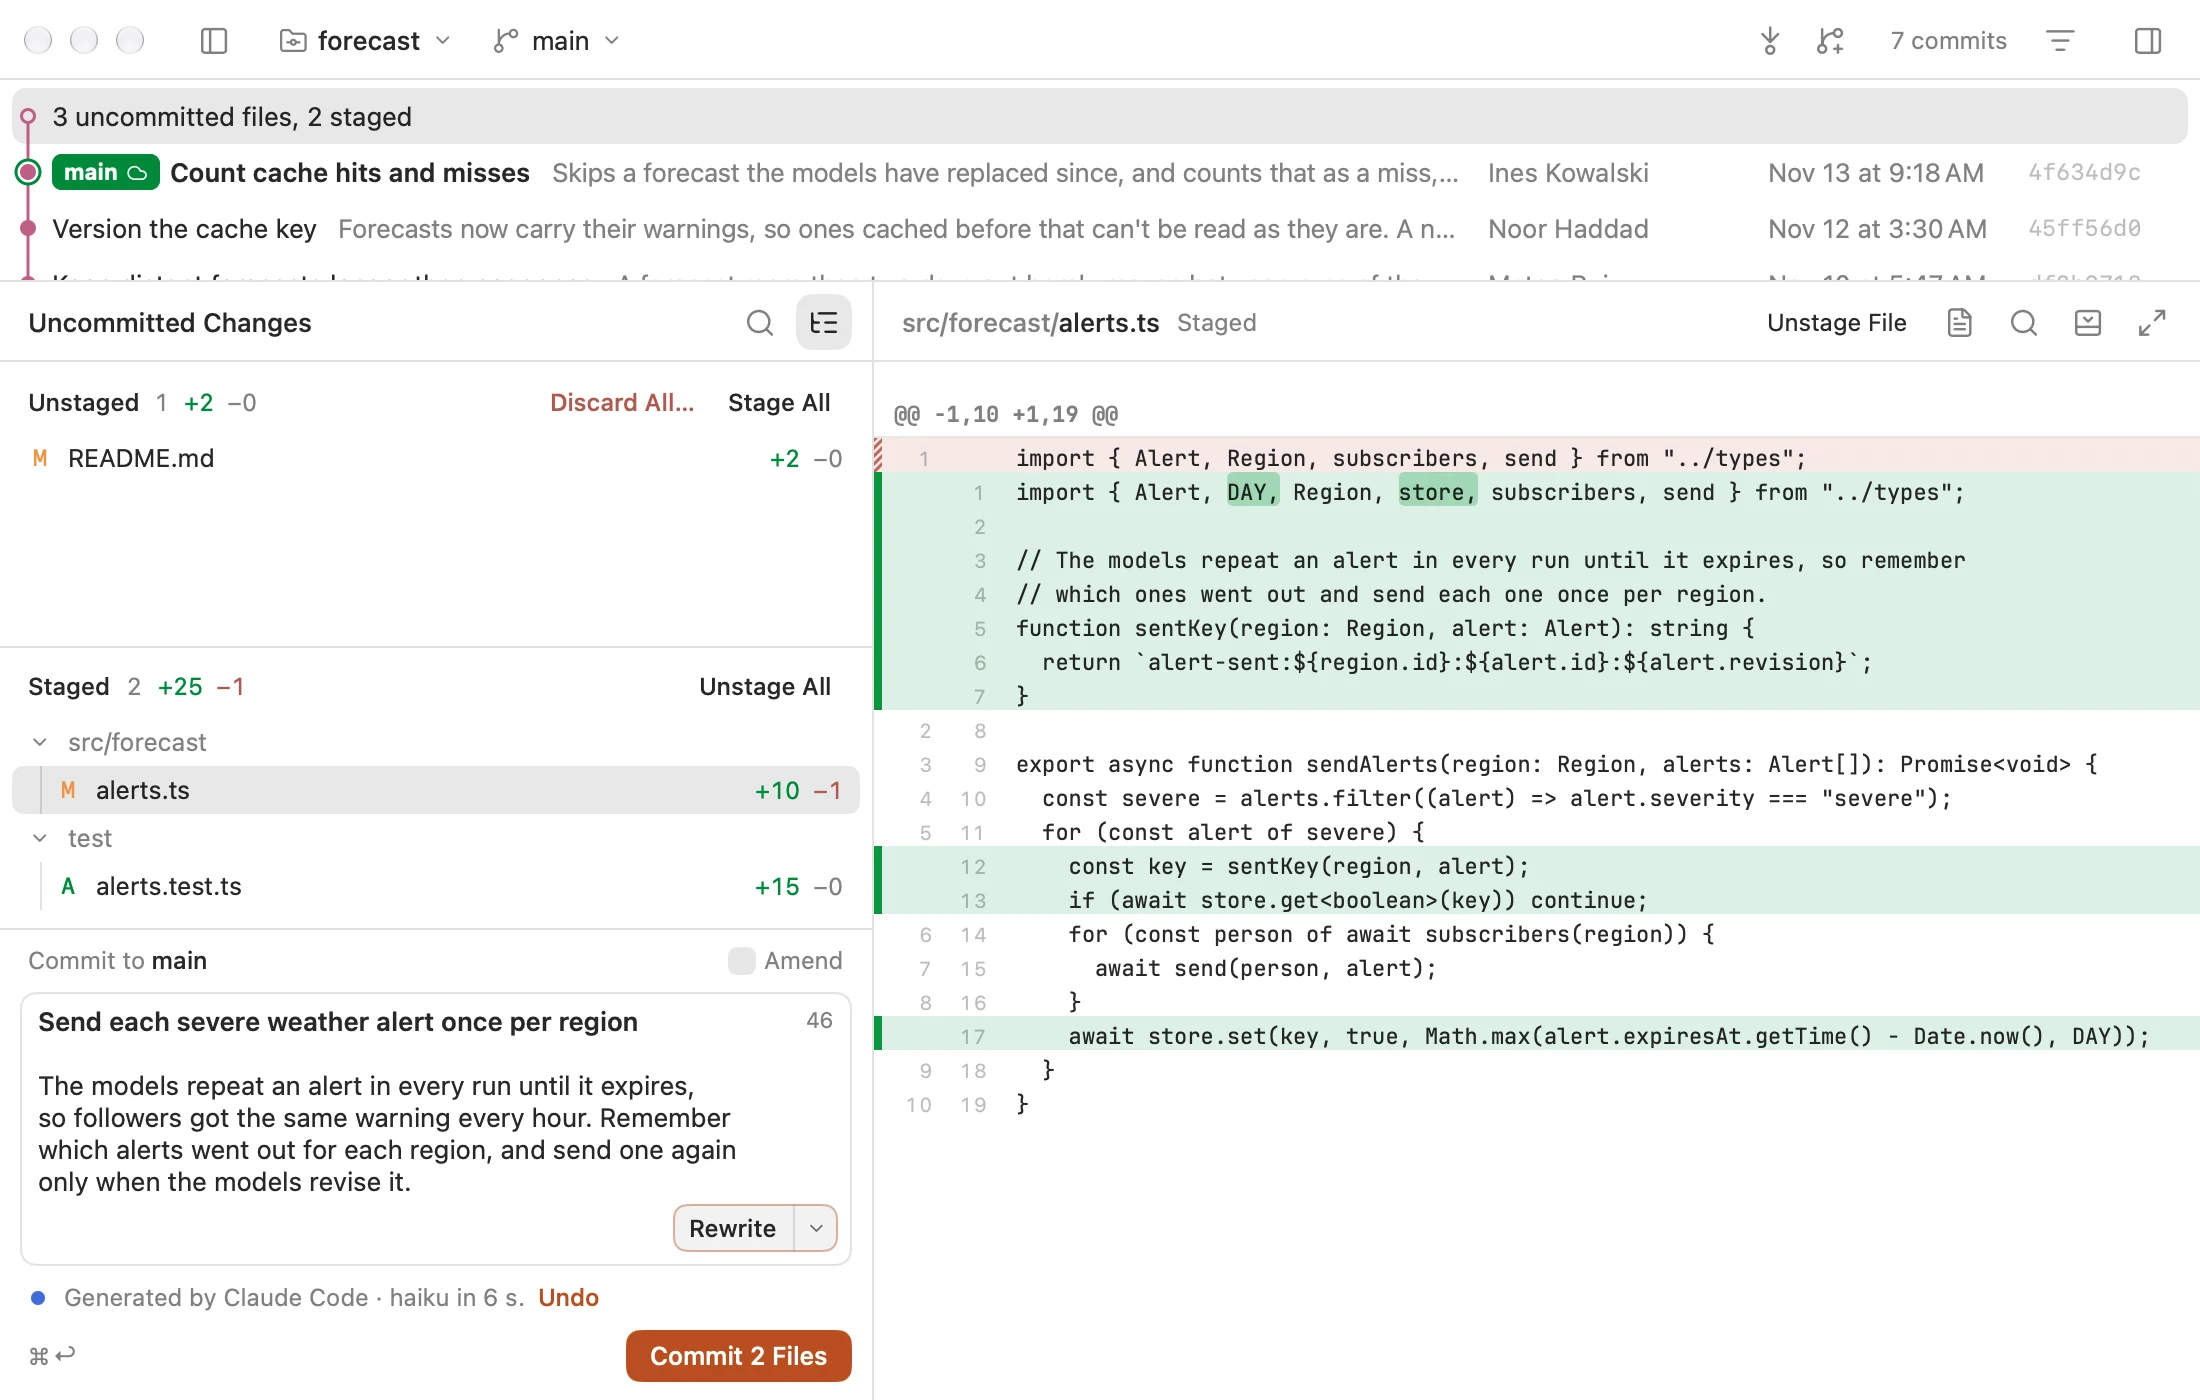 forecast
main
7 commits
3 uncommitted files, 2 staged
main Count cache hits and misses Skips a forecast the models have replaced since, and counts that as a miss,... Ines Kowalski Nov 13 at 9:18 AM 4f634d9c
Version the cache key Forecasts now carry their warnings, so ones cached before that can't be read as they are. A n... Noor Haddad Nov 12 at 3:30 AM 45ff56d0
Uncommitted Changes
Unstaged 1 +2 −0 Discard All... Stage All
M README.md +2 −0
Staged 2 +25 −1 Unstage All
src/forecast
M alerts.ts +10 −1
test
A alerts.test.ts +15 −0
Commit to main Amend
Send each severe weather alert once per region 46
The models repeat an alert in every run until it expires,
so followers got the same warning every hour. Remember
which alerts went out for each region, and send one again
only when the models revise it.
Rewrite
Generated by Claude Code · haiku in 6 s. Undo
⌘↩ Commit 2 Files
src/forecast/alerts.ts Staged Unstage File
@@ -1,10 +1,19 @@
1 import { Alert, Region, subscribers, send } from "../types";
1 import { Alert, DAY, Region, store, subscribers, send } from "../types";
2
3 // The models repeat an alert in every run until it expires, so remember
4 // which ones went out and send each one once per region.
5 function sentKey(region: Region, alert: Alert): string {
6   return `alert-sent:${region.id}:${alert.id}:${alert.revision}`;
7 }
2 8
3 9 export async function sendAlerts(region: Region, alerts: Alert[]): Promise<void> {
4 10   const severe = alerts.filter((alert) => alert.severity === "severe");
5 11   for (const alert of severe) {
12     const key = sentKey(region, alert);
13     if (await store.get<boolean>(key)) continue;
6 14     for (const person of await subscribers(region)) {
7 15       await send(person, alert);
8 16     }
17     await store.set(key, true, Math.max(alert.expiresAt.getTime() - Date.now(), DAY));
9 18   }
10 19 }